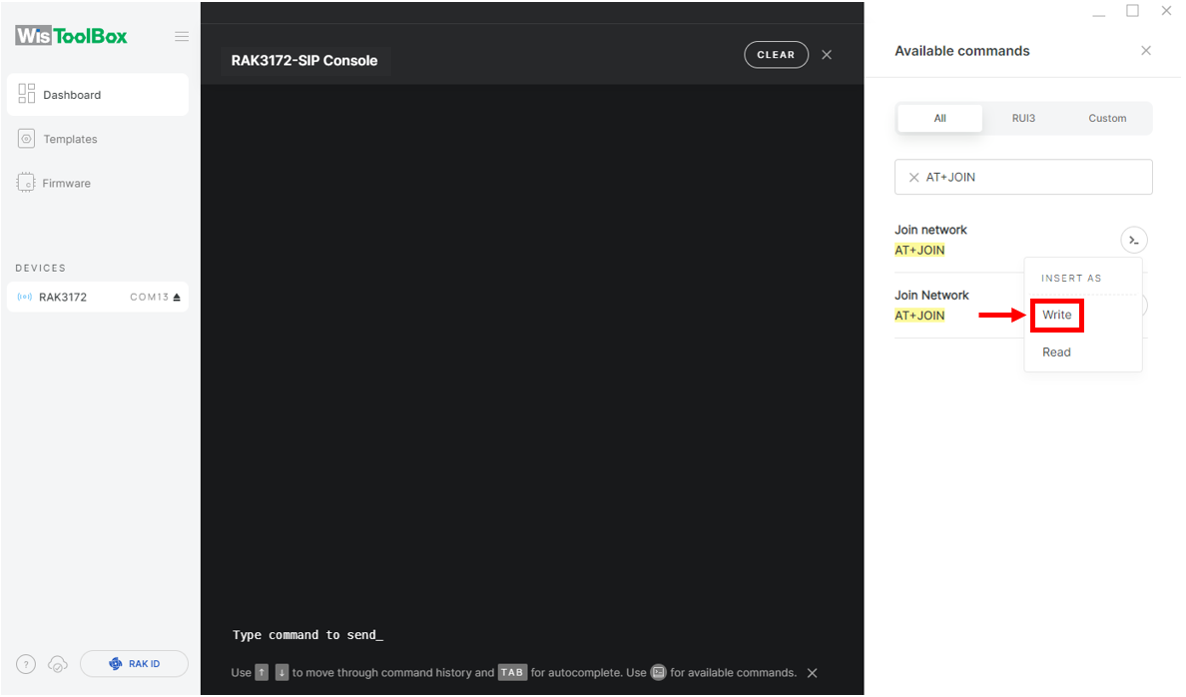 WisToolBox
Dashboard
Templates
Firmware
DEVICES
RAK3172 COM13
? RAK ID
RAK3172-SIP Console
CLEAR
Type command to send_
Use ↑ ↓ to move through command history and TAB for autocomplete. Use for available commands.
Available commands
All RUI3 Custom
AT+JOIN
Join network
AT+JOIN
Join Network
AT+JOIN
INSERT AS
Write
Read